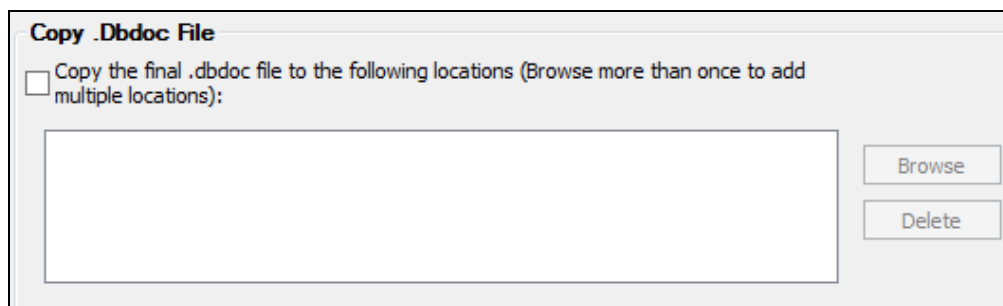 Copy .Dbdoc File
Copy the final .dbdoc file to the following locations (Browse more than once to add
multiple locations):
Browse
Delete